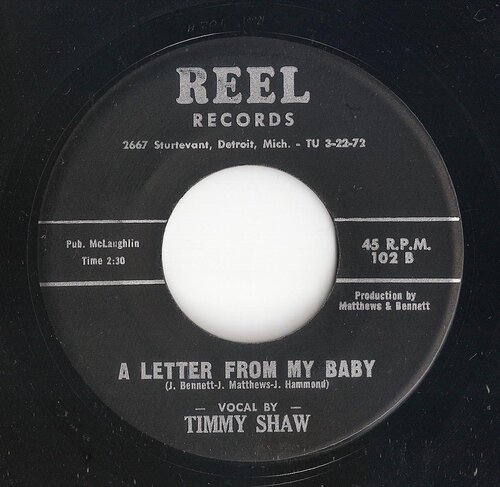 REEL
RECORDS
2667 Sturtevant, Detroit, Mich. - TU 3-22-72
Pub. McLaughlin
Time 2:30
45 R.P.M.
102 B
Production by
Matthews & Bennett
A LETTER FROM MY BABY
(J. Bennett-J. Matthews-J. Hammond)
— VOCAL BY —
TIMMY SHAW